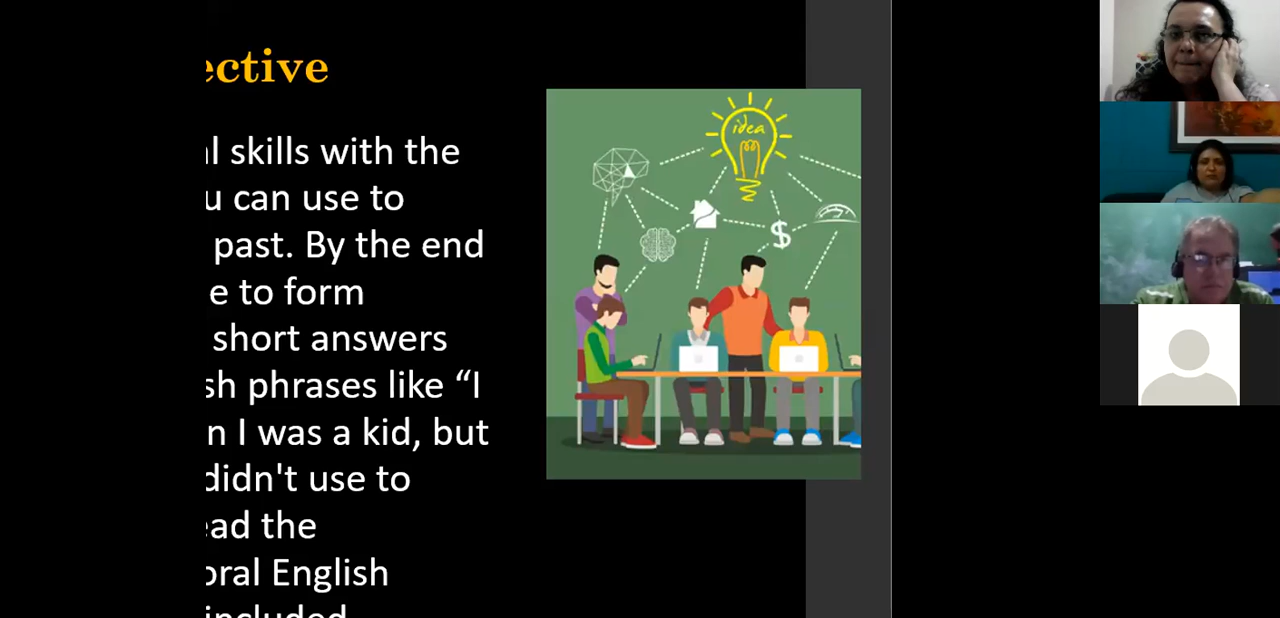 ective
l skills with the
u can use to
past. By the end
e to form
short answers
sh phrases like “I
n I was a kid, but
didn't use to
ead the
oral English
included
idea
$